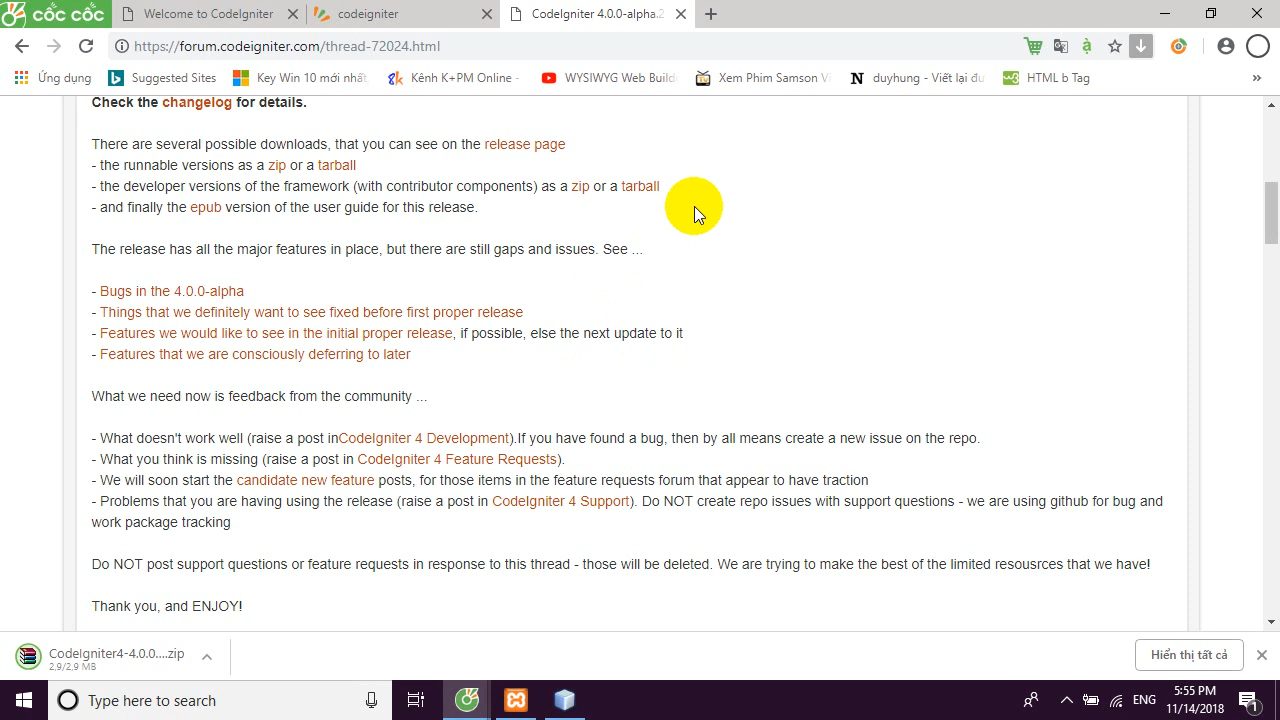 cốc cốc
Welcome to CodeIgniter
codeigniter
CodeIgniter 4.0.0-alpha.2
https://forum.codeigniter.com/thread-72024.html
Ứng dụng
Suggested Sites
Key Win 10 mới nhất
Kênh K+PM Online -
WYSIWYG Web Build
Xem Phim Samson V
duyhung - Viết lại đư
HTML b Tag
Check the changelog for details.
There are several possible downloads, that you can see on the release page
- the runnable versions as a zip or a tarball
- the developer versions of the framework (with contributor components) as a zip or a tarball
- and finally the epub version of the user guide for this release.
The release has all the major features in place, but there are still gaps and issues. See ...
- Bugs in the 4.0.0-alpha
- Things that we definitely want to see fixed before first proper release
- Features we would like to see in the initial proper release, if possible, else the next update to it
- Features that we are consciously deferring to later
What we need now is feedback from the community ...
- What doesn't work well (raise a post inCodeIgniter 4 Development).If you have found a bug, then by all means create a new issue on the repo.
- What you think is missing (raise a post in CodeIgniter 4 Feature Requests).
- We will soon start the candidate new feature posts, for those items in the feature requests forum that appear to have traction
- Problems that you are having using the release (raise a post in CodeIgniter 4 Support). Do NOT create repo issues with support questions - we are using github for bug and
work package tracking
Do NOT post support questions or feature requests in response to this thread - those will be deleted. We are trying to make the best of the limited resousrces that we have!
Thank you, and ENJOY!
CodeIgniter4-4.0.0....zip
2,9/2,9 MB
Hiển thị tất cả
Type here to search
ENG
5:55 PM
11/14/2018
1